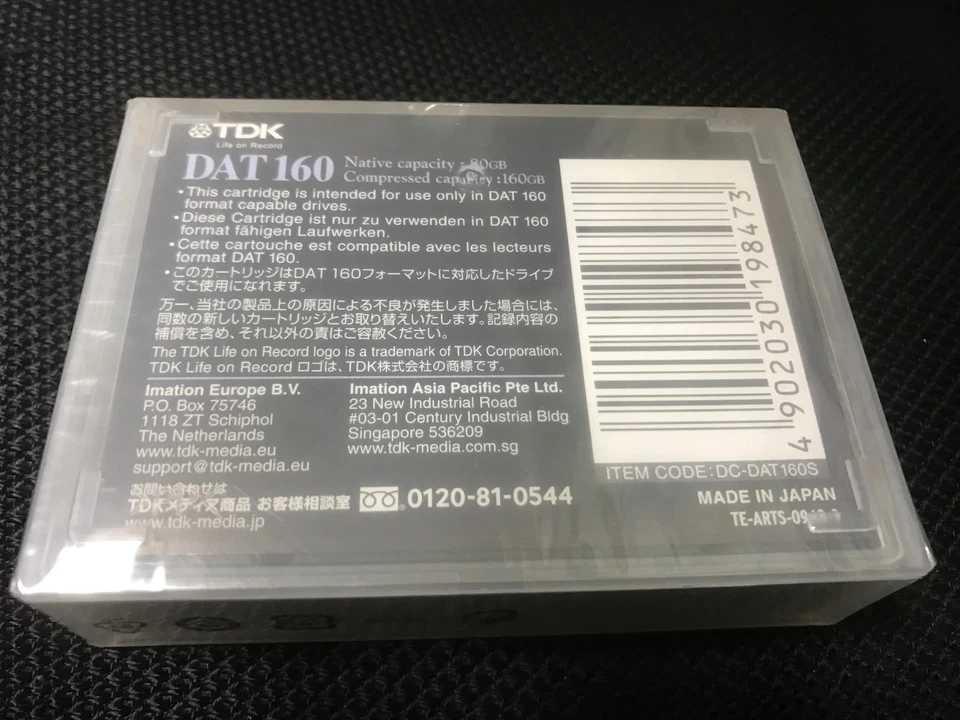 TDK
Life on Record
DAT 160 Native capacity : 80GB
Compressed capacity :160GB
• This cartridge is intended for use only in DAT 160
format capable drives.
• Diese Cartridge ist nur zu verwenden in DAT 160
format fähigen Laufwerken.
• Cette cartouche est compatible avec les lecteurs
format DAT 160.
• このカートリッジはDAT 160フォーマットに対応したドライブ
でご使用になれます。
万一、当社の製品上の原因による不良が発生しました場合には、
同数の新しいカートリッジとお取り替えいたします。記録内容の
補償を含め、それ以外の責はご容赦ください。
The TDK Life on Record logo is a trademark of TDK Corporation.
TDK Life on Record ロゴは、TDK株式会社の商標です。
Imation Europe B.V.
P.O. Box 75746
1118 ZT Schiphol
The Netherlands
www.tdk-media.eu
support@tdk-media.eu
Imation Asia Pacific Pte Ltd.
23 New Industrial Road
#03-01 Century Industrial Bldg
Singapore 536209
www.tdk-media.com.sg
お問い合わせは
TDKメディア商品 お客様相談室 0120-81-0544
www.tdk-media.jp
4902030198473
ITEM CODE: DC-DAT160S
MADE IN JAPAN